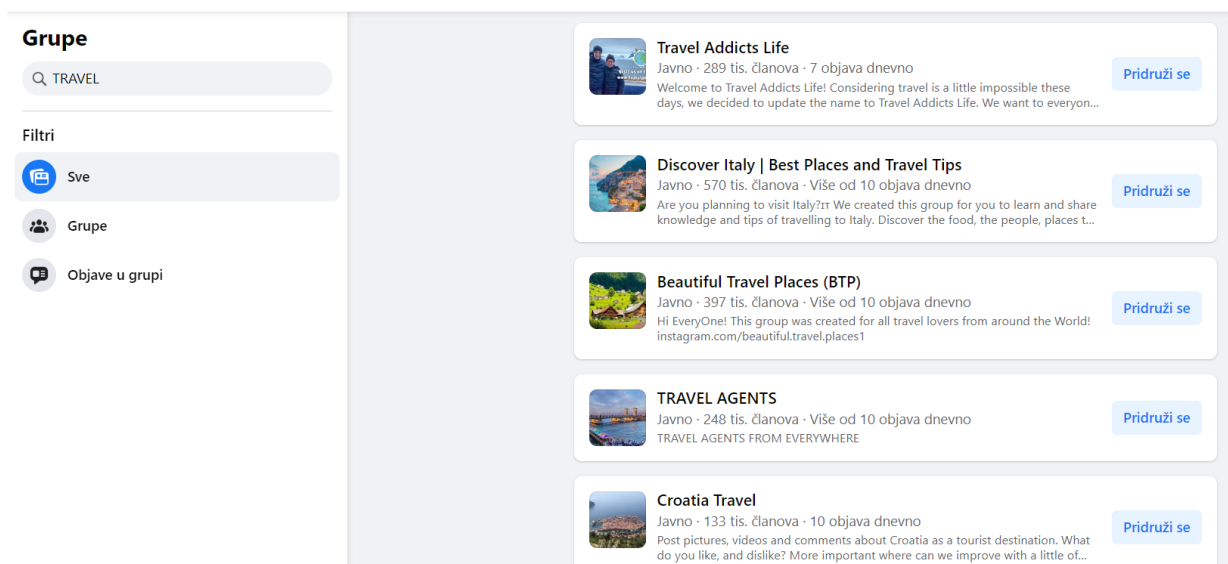 Grupe
TRAVEL
Filtri
Sve
Grupe
Objave u grupi
Travel Addicts Life
Javno · 289 tis. članova · 7 objava dnevno
Welcome to Travel Addicts Life! Considering travel is a little impossible these
days, we decided to update the name to Travel Addicts Life. We want to everyon...
Pridruži se
Discover Italy | Best Places and Travel Tips
Javno · 570 tis. članova · Više od 10 objava dnevno
Are you planning to visit Italy?ıт We created this group for you to learn and share
knowledge and tips of travelling to Italy. Discover the food, the people, places t...
Pridruži se
Beautiful Travel Places (BTP)
Javno · 397 tis. članova · Više od 10 objava dnevno
Hi EveryOne! This group was created for all travel lovers from around the World!
instagram.com/beautiful.travel.places1
Pridruži se
TRAVEL AGENTS
Javno · 248 tis. članova · Više od 10 objava dnevno
TRAVEL AGENTS FROM EVERYWHERE
Pridruži se
Croatia Travel
Javno · 133 tis. članova · 10 objava dnevno
Post pictures, videos and comments about Croatia as a tourist destination. What
do you like, and dislike? More important where can we improve with a little of...
Pridruži se